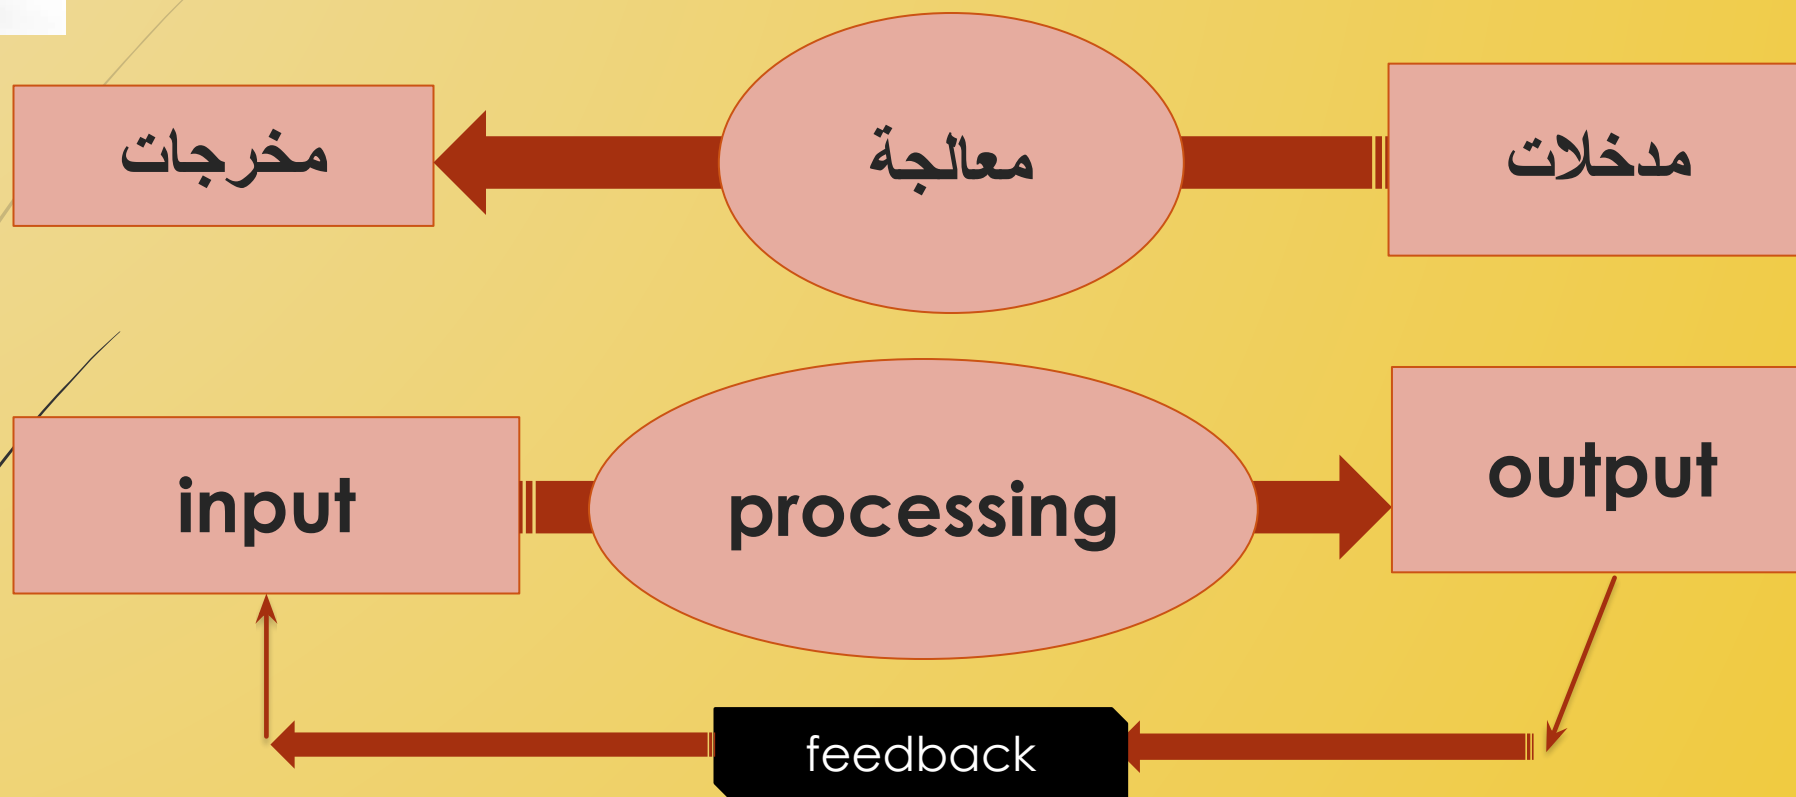 مدخلات
معالجة
مخرجات
input
processing
output
feedback